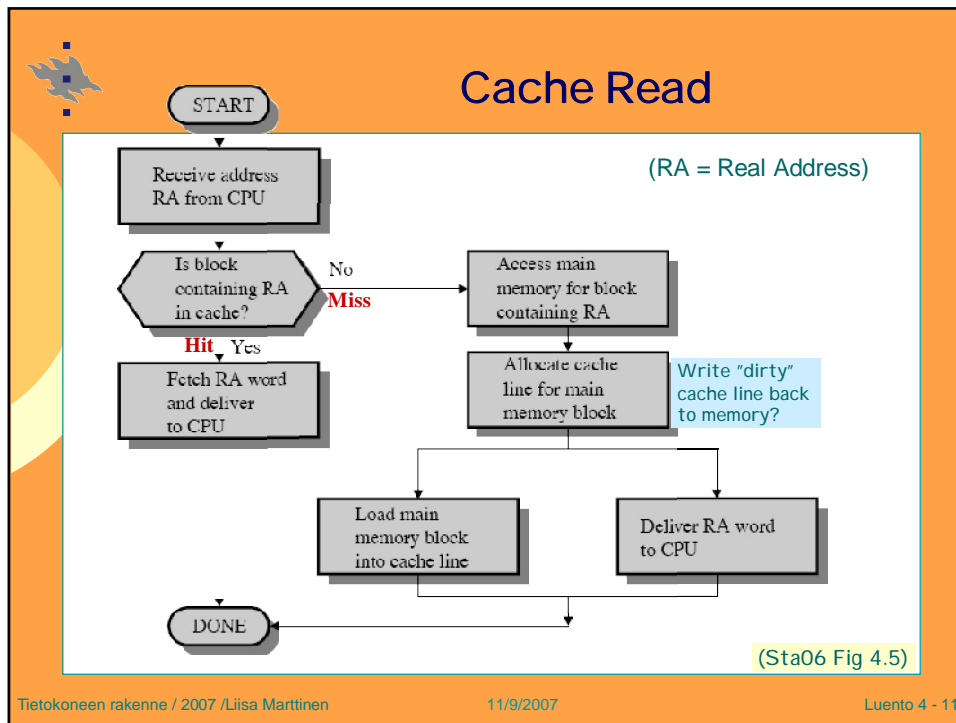 Cache Read
START
(RA = Real Address)
Receive address
RA from CPU
Is block
containing RA
in cache?
No
Miss
Access main
memory for block
containing RA
Hit Yes
Fetch RA word
and deliver
to CPU
Allocate cache
line for main
memory block
Write "dirty"
cache line back
to memory?
Load main
memory block
into cache line
Deliver RA word
to CPU
DONE
(Sta06 Fig 4.5)
Tietokoneen rakenne / 2007 /Liisa Marttinen
11/9/2007
Luento 4 - 11